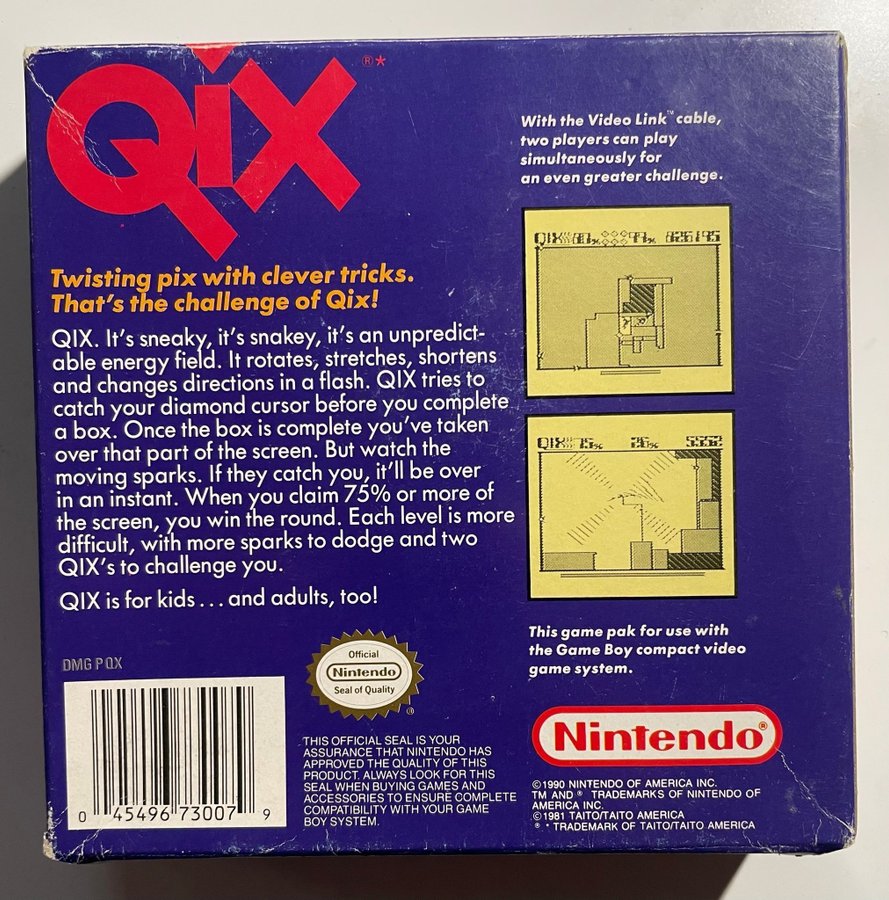 QIX®*
Twisting pix with clever tricks.
That's the challenge of Qix!
QIX. It's sneaky, it's snakey, it's an unpredict-
able energy field. It rotates, stretches, shortens
and changes directions in a flash. QIX tries to
catch your diamond cursor before you complete
a box. Once the box is complete you've taken
over that part of the screen. But watch the
moving sparks. If they catch you, it'll be over
in an instant. When you claim 75% or more of
the screen, you win the round. Each level is more
difficult, with more sparks to dodge and two
QIX's to challenge you.
QIX is for kids ... and adults, too!
With the Video Link™ cable,
two players can play
simultaneously for
an even greater challenge.
QIX
QIX 75% 26% 5552
This game pak for use with
the Game Boy compact video
game system.
DMG P QX
0 45496 73007 9
Official
Nintendo
Seal of Quality
®
THIS OFFICIAL SEAL IS YOUR
ASSURANCE THAT NINTENDO HAS
APPROVED THE QUALITY OF THIS
PRODUCT. ALWAYS LOOK FOR THIS
SEAL WHEN BUYING GAMES AND
ACCESSORIES TO ENSURE COMPLETE
COMPATIBILITY WITH YOUR GAME
BOY SYSTEM.
Nintendo®
©1990 NINTENDO OF AMERICA INC.
TM AND ® TRADEMARKS OF NINTENDO OF
AMERICA INC.
©1981 TAITO/TAITO AMERICA
® * TRADEMARK OF TAITO/TAITO AMERICA